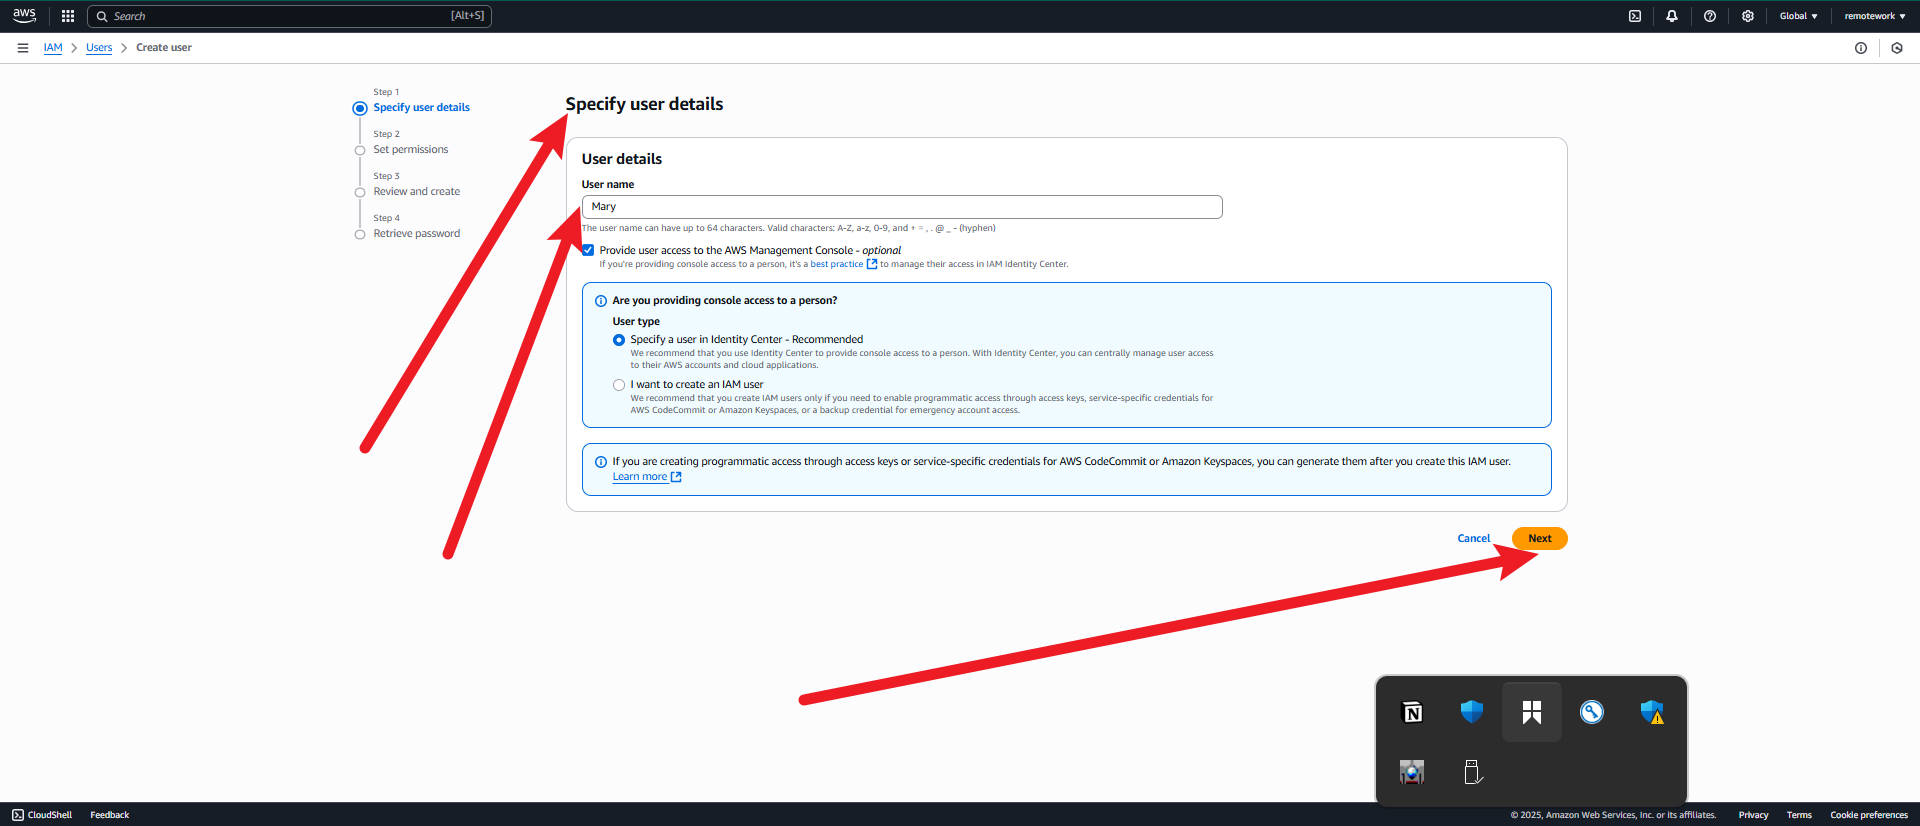 aws
Search
[Alt+S]
Global
remotework
IAM
Users
Create user
Step 1
Specify user details
Step 2
Set permissions
Step 3
Review and create
Step 4
Retrieve password
Specify user details
User details
User name
Mary
The user name can have up to 64 characters. Valid characters: A-Z, a-z, 0-9, and + = , . @ _ - (hyphen)
Provide user access to the AWS Management Console - optional
If you're providing console access to a person, it's a best practice to manage their access in IAM Identity Center.
Are you providing console access to a person?
User type
Specify a user in Identity Center - Recommended
We recommend that you use Identity Center to provide console access to a person. With Identity Center, you can centrally manage user access
to their AWS accounts and cloud applications.
I want to create an IAM user
We recommend that you create IAM users only if you need to enable programmatic access through access keys, service-specific credentials for
AWS CodeCommit or Amazon Keyspaces, or a backup credential for emergency account access.
If you are creating programmatic access through access keys or service-specific credentials for AWS CodeCommit or Amazon Keyspaces, you can generate them after you create this IAM user.
Learn more
Cancel
Next
N
CloudShell
Feedback
© 2025, Amazon Web Services, Inc. or its affiliates.
Privacy
Terms
Cookie preferences